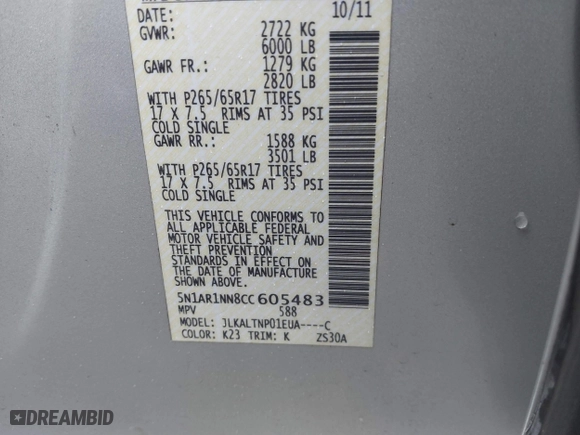 DATE: 10/11
GVWR: 2722 KG
6000 LB
GAWR FR.: 1279 KG
2820 LB
WITH P265/65R17 TIRES
17 X 7.5 RIMS AT 35 PSI
COLD SINGLE
GAWR RR.: 1588 KG
3501 LB
WITH P265/65R17 TIRES
17 X 7.5 RIMS AT 35 PSI
COLD SINGLE
THIS VEHICLE CONFORMS TO
ALL APPLICABLE FEDERAL
MOTOR VEHICLE SAFETY AND
THEFT PREVENTION
STANDARDS IN EFFECT ON
THE DATE OF MANUFACTURE
SHOWN ABOVE.
5N1AR1NN8CC605483
MPV 588
MODEL: JLKALTNP01EUA----C
COLOR: K23 TRIM: K ZS30A
DREAMBID